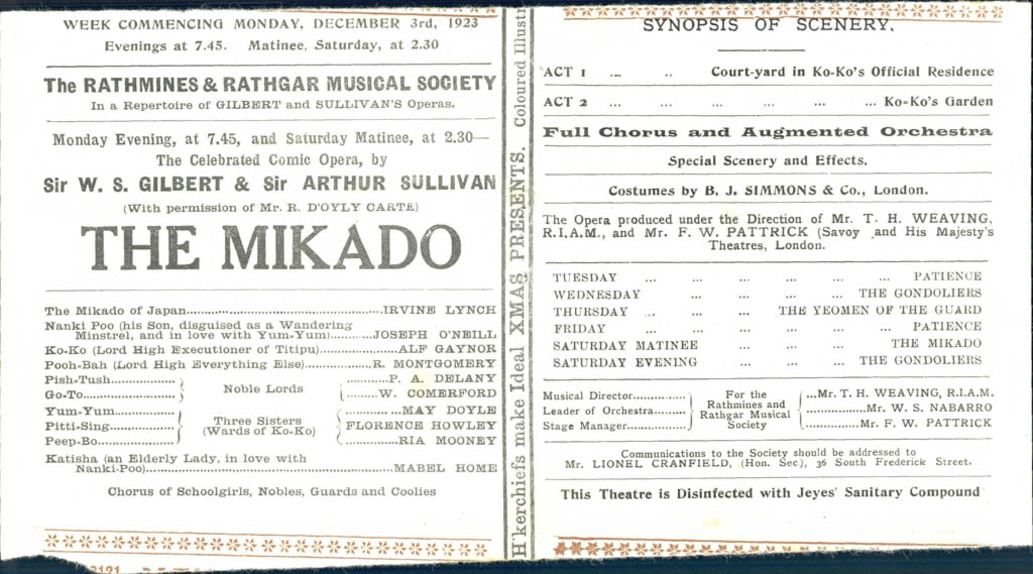 WEEK COMMENCING MONDAY, DECEMBER 3rd, 1923
Evenings at 7.45. Matinee, Saturday, at 2.30
The RATHMINES & RATHGAR MUSICAL SOCIETY
In a Repertoire of GILBERT and SULLIVAN'S Operas.
Monday Evening, at 7.45, and Saturday Matinee, at 2.30—
The Celebrated Comic Opera, by
Sir W. S. GILBERT & Sir ARTHUR SULLIVAN
(With permission of Mr. R. D'OYLY CARTE)
THE MIKADO
The Mikado of Japan..........IRVINE LYNCH
Nanki Poo (his Son, disguised as a Wandering
Minstrel, and in love with Yum-Yum)..........JOSEPH O'NEILL
Ko-Ko (Lord High Executioner of Titipu)..........ALF GAYNOR
Pooh-Bah (Lord High Everything Else)..........R. MONTGOMERY
Pish-Tush.......... } Noble Lords { ..........P. A. DELANY
Go-To.......... } { ..........W. COMERFORD
Yum-Yum.......... } Three Sisters { ..........MAY DOYLE
Pitti-Sing.......... } (Wards of Ko-Ko) { FLORENCE HOWLEY
Peep-Bo.......... } { ..........RIA MOONEY
Katisha (an Elderly Lady, in love with
Nanki-Poo)..........MABEL HOME
Chorus of Schoolgirls, Nobles, Guards and Coolies
H'kerchiefs make Ideal XMAS PRESENTS. Coloured Illustr
SYNOPSIS OF SCENERY.
ACT 1 ... .. Court-yard in Ko-Ko's Official Residence
ACT 2 ... ... ... ... ... Ko-Ko's Garden
Full Chorus and Augmented Orchestra
Special Scenery and Effects.
Costumes by B. J. SIMMONS & Co., London.
The Opera produced under the Direction of Mr. T. H. WEAVING,
R.I.A.M., and Mr. F. W. PATTRICK (Savoy and His Majesty's
Theatres, London.
TUESDAY ... ... ... ... ... PATIENCE
WEDNESDAY ... ... ... THE GONDOLIERS
THURSDAY ... ... THE YEOMEN OF THE GUARD
FRIDAY ... ... ... ... ... ... PATIENCE
SATURDAY MATINEE ... ... ... THE MIKADO
SATURDAY EVENING ... ... ... THE GONDOLIERS
Musical Director.......... } For the { ...Mr. T. H. WEAVING, R.I.A.M.
Leader of Orchestra....... } Rathmines and Rathgar Musical { ..........Mr. W. S. NABARRO
Stage Manager.......... } Society { ..........Mr. F. W. PATTRICK
Communications to the Society should be addressed to
Mr. LIONEL CRANFIELD, (Hon. Sec), 36 South Frederick Street.
This Theatre is Disinfected with Jeyes' Sanitary Compound